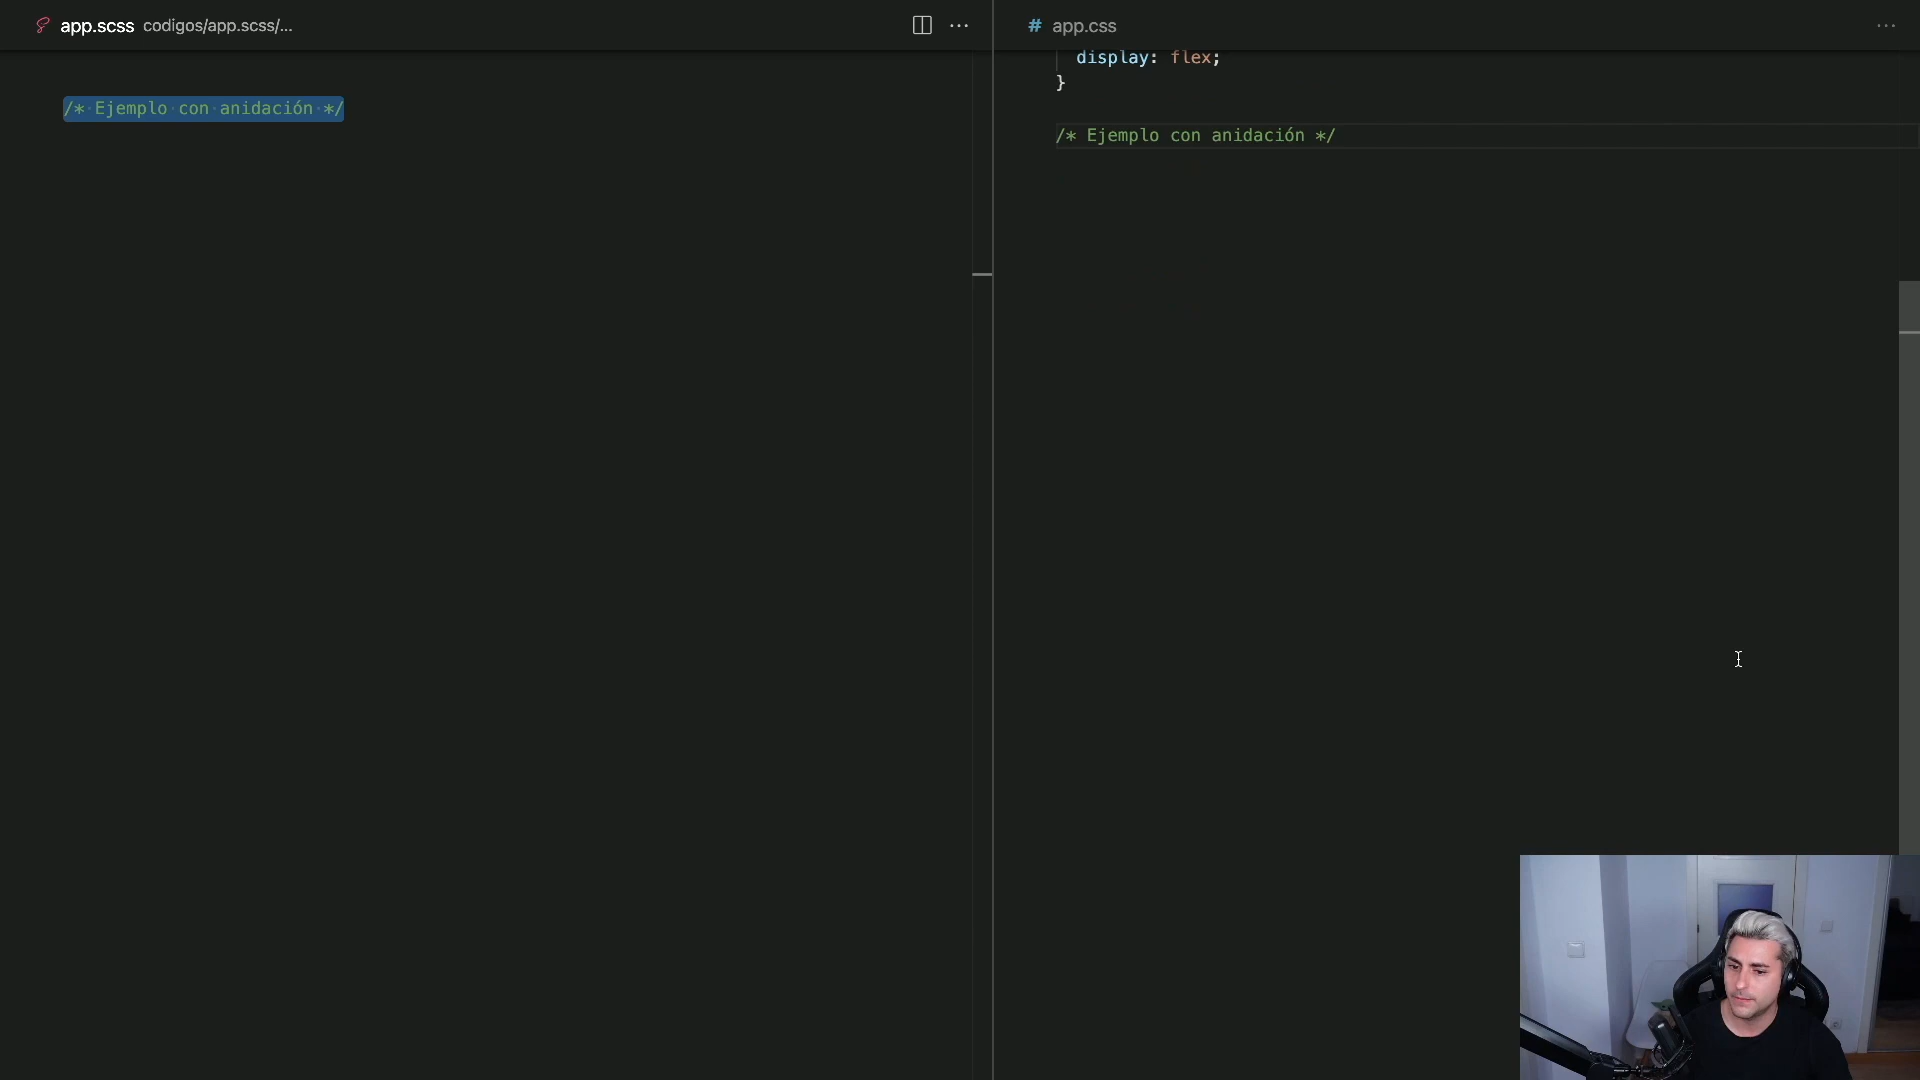 app.scss codigos/app.scss/...
/* Ejemplo con anidación */
# app.css
display: flex;
}
/* Ejemplo con anidación */